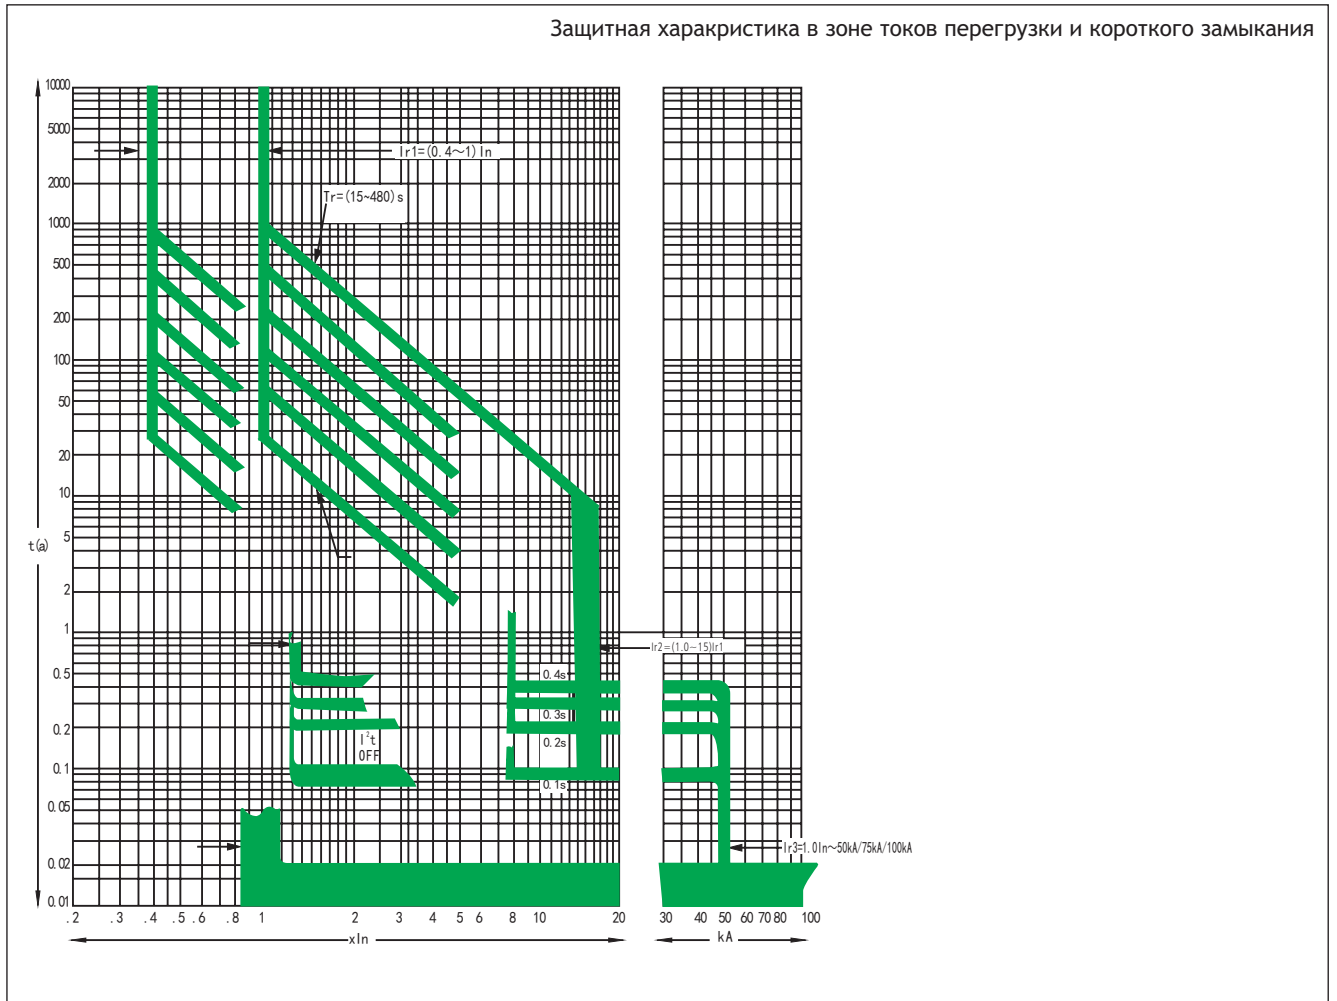 Защитная харакристика в зоне токов перегрузки и короткого замыкания
10000
5000
Ir1=(0.4～1)In
2000
Tr=(15~480)s
1000
500
200
100
50
20
10
5
t(a)
2
1
Ir2=(1.0~15)Ir1
0.5
0.4s
0.3s
0.2
I²t
OFF
0.2s
0.1
0.1s
0.05
Ir3=1.0In～50kA/75kA/100kA
0.02
0.01
.2 .3 .4 .5 .6 .8 1 2 3 4 5 6 8 10 20 30 40 50 60 70 80 100
xIn
kA